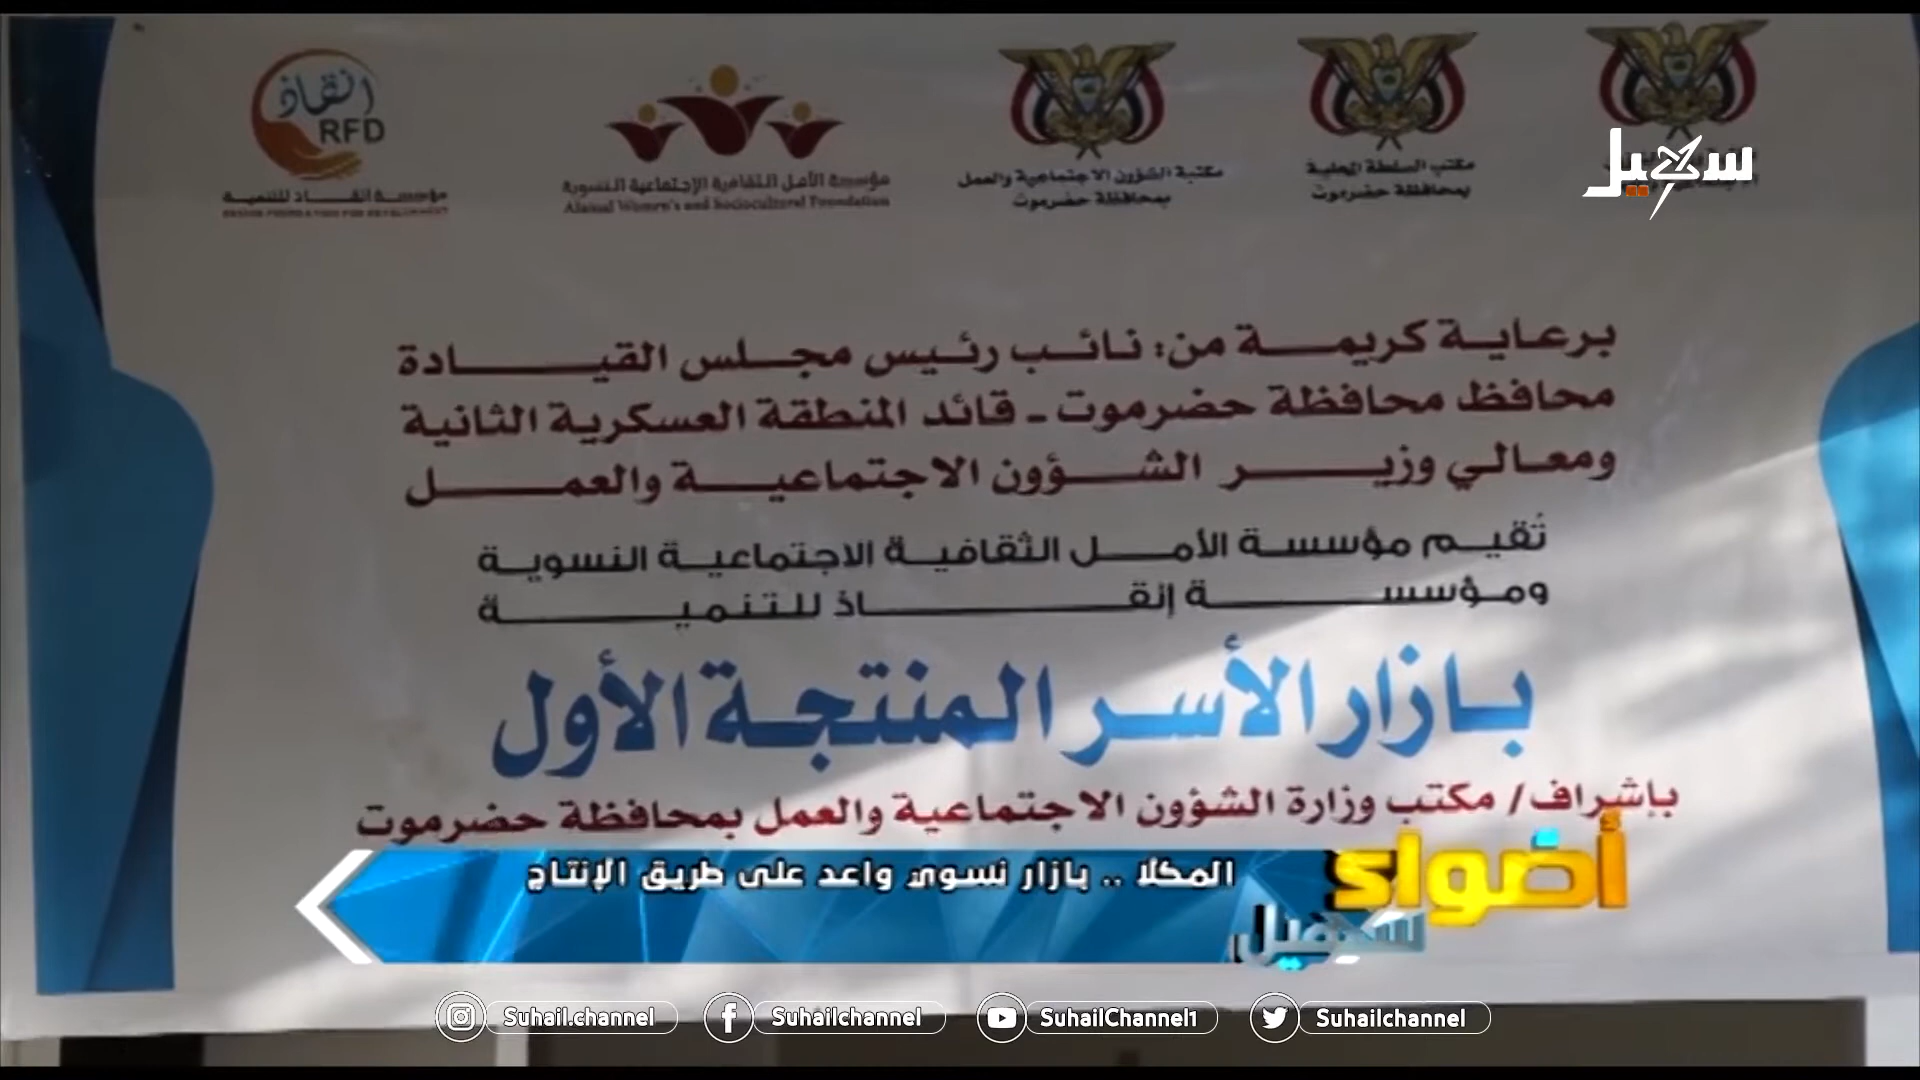 انقاذ
RFD
مؤسسة انقاذ للتنمية
مؤسسة الأمل الثقافية الإجتماعية النسوية
Alamal Women's and Sociocultural Foundation
مكتبة الشؤون الاجتماعية والعمل
بمحافظة حضرموت
مكتب السلطة المحلية
بمحافظة حضرموت
سهيل
برعاية كريمة من: نائب رئيس مجلس القيادة
محافظ محافظة حضرموت - قائد المنطقة العسكرية الثانية
ومعالي وزير الشؤون الاجتماعية والعمل
تُقيم مؤسسة الأمل الثقافية الاجتماعية النسوية
ومؤسسة إنقاذ للتنمية
بازار الأسر المنتجة الأول
بإشراف/ مكتب وزارة الشؤون الاجتماعية والعمل بمحافظة حضرموت
أضواء
سهيل
المكلا .. بازار نسوي واعد على طريق الإنتاج
Suhail.channel
Suhailchannel
SuhailChannel1
Suhailchannel